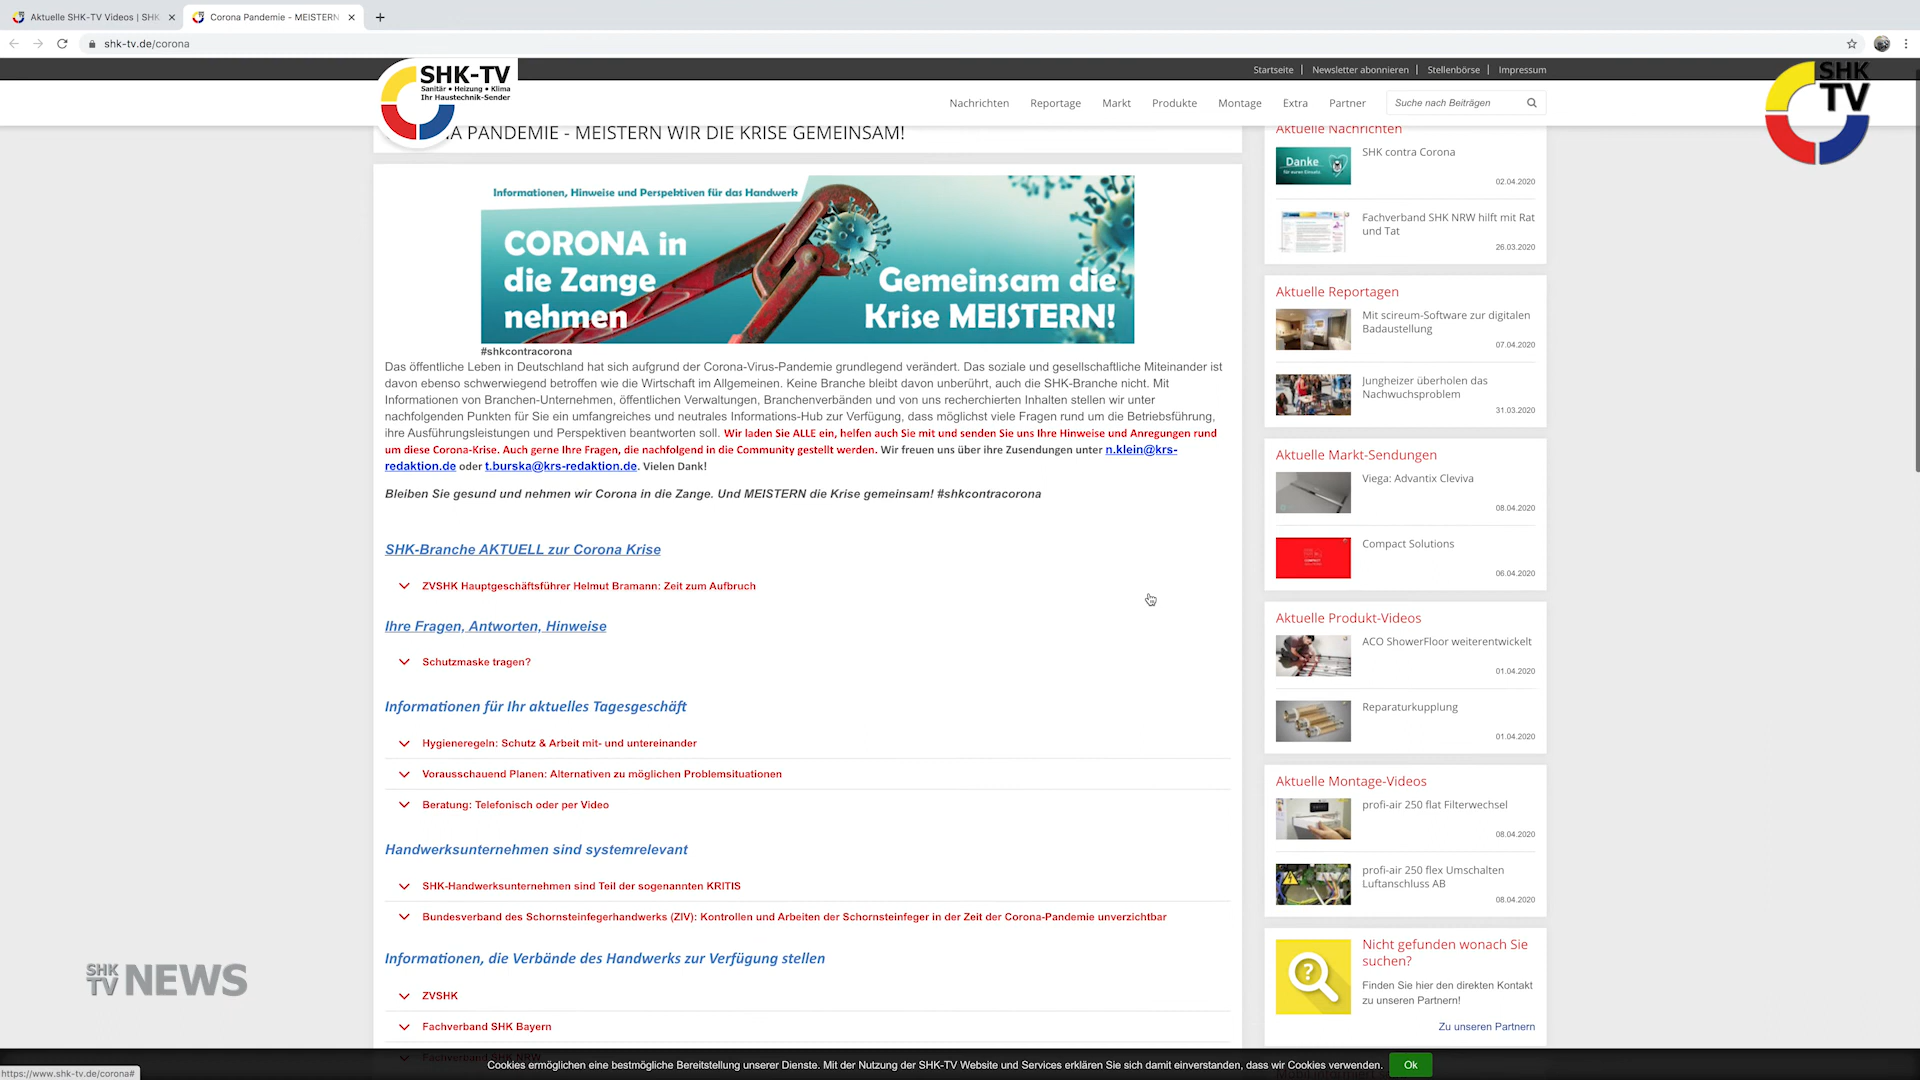 Aktuelle SHK-TV Videos | SHK
Corona Pandemie - MEISTERN
shk-tv.de/corona
Startseite | Newsletter abonnieren | Stellenbörse | Impressum
SHK-TV
Sanitär • Heizung • Klima
Ihr Haustechnik-Sender
Nachrichten Reportage Markt Produkte Montage Extra Partner Suche nach Beiträgen
SHK
TV
A PANDEMIE - MEISTERN WIR DIE KRISE GEMEINSAM!
Informationen, Hinweise und Perspektiven für das Handwerk
CORONA in
die Zange
nehmen
Gemeinsam die
Krise MEISTERN!
#shkcontracorona
Das öffentliche Leben in Deutschland hat sich aufgrund der Corona-Virus-Pandemie grundlegend verändert. Das soziale und gesellschaftliche Miteinander ist
davon ebenso schwerwiegend betroffen wie die Wirtschaft im Allgemeinen. Keine Branche bleibt davon unberührt, auch die SHK-Branche nicht. Mit
Informationen von Branchen-Unternehmen, öffentlichen Verwaltungen, Branchenverbänden und von uns recherchierten Inhalten stellen wir unter
nachfolgenden Punkten für Sie ein umfangreiches und neutrales Informations-Hub zur Verfügung, dass möglichst viele Fragen rund um die Betriebsführung,
ihre Ausführungsleistungen und Perspektiven beantworten soll. Wir laden Sie ALLE ein, helfen auch Sie mit und senden Sie uns Ihre Hinweise und Anregungen rund
um diese Corona-Krise. Auch gerne Ihre Fragen, die nachfolgend in die Community gestellt werden. Wir freuen uns über ihre Zusendungen unter n.klein@krs-
redaktion.de oder t.burska@krs-redaktion.de. Vielen Dank!
Bleiben Sie gesund und nehmen wir Corona in die Zange. Und MEISTERN die Krise gemeinsam! #shkcontracorona
SHK-Branche AKTUELL zur Corona Krise
ZVSHK Hauptgeschäftsführer Helmut Bramann: Zeit zum Aufbruch
Ihre Fragen, Antworten, Hinweise
Schutzmaske tragen?
Informationen für Ihr aktuelles Tagesgeschäft
Hygieneregeln: Schutz & Arbeit mit- und untereinander
Vorausschauend Planen: Alternativen zu möglichen Problemsituationen
Beratung: Telefonisch oder per Video
Handwerksunternehmen sind systemrelevant
SHK-Handwerksunternehmen sind Teil der sogenannten KRITIS
Bundesverband des Schornsteinfegerhandwerks (ZIV): Kontrollen und Arbeiten der Schornsteinfeger in der Zeit der Corona-Pandemie unverzichtbar
Informationen, die Verbände des Handwerks zur Verfügung stellen
ZVSHK
Fachverband SHK Bayern
Fachverband SHK NRW
Aktuelle Nachrichten
Danke
SHK contra Corona
02.04.2020
Fachverband SHK NRW hilft mit Rat
und Tat
26.03.2020
Aktuelle Reportagen
Mit scireum-Software zur digitalen
Badaustellung
07.04.2020
Jungheizer überholen das
Nachwuchsproblem
31.03.2020
Aktuelle Markt-Sendungen
Viega: Advantix Cleviva
08.04.2020
Compact Solutions
06.04.2020
Aktuelle Produkt-Videos
ACO ShowerFloor weiterentwickelt
01.04.2020
Reparaturkupplung
01.04.2020
Aktuelle Montage-Videos
profi-air 250 flat Filterwechsel
08.04.2020
profi-air 250 flex Umschalten
Luftanschluss AB
08.04.2020
Nicht gefunden wonach Sie
suchen?
Finden Sie hier den direkten Kontakt
zu unseren Partnern!
Zu unseren Partnern
SHK
TV NEWS
Cookies ermöglichen eine bestmögliche Bereitstellung unserer Dienste. Mit der Nutzung der SHK-TV Website und Services erklären Sie sich damit einverstanden, dass wir Cookies verwenden. Ok
https://www.shk-tv.de/corona#